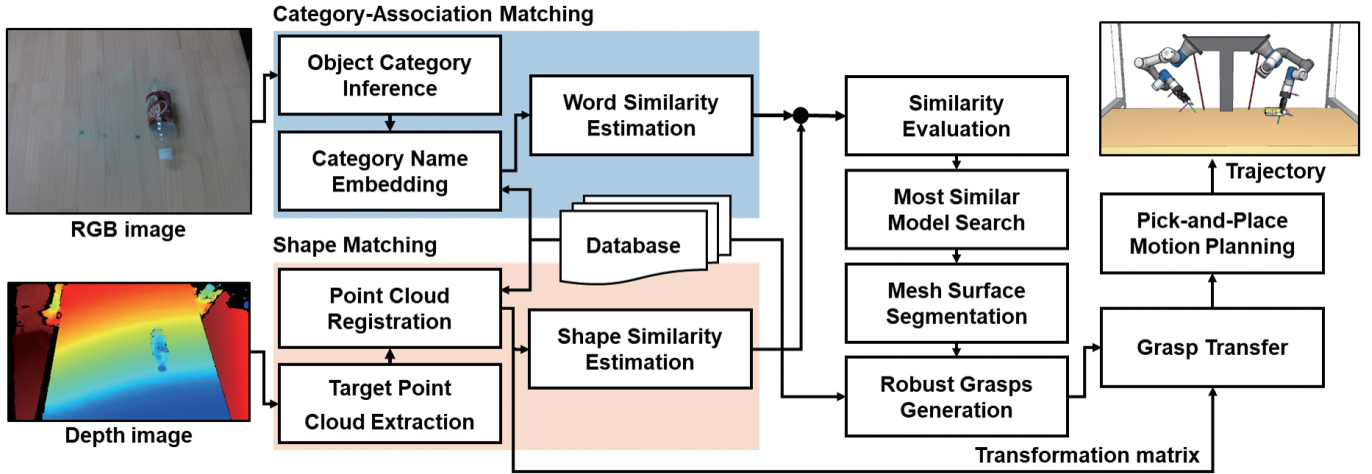 Category-Association Matching
RGB image
Object Category
Inference
Category Name
Embedding
Word Similarity
Estimation
Database
Shape Matching
Depth image
Point Cloud
Registration
Target Point
Cloud Extraction
Shape Similarity
Estimation
Similarity
Evaluation
Most Similar
Model Search
Mesh Surface
Segmentation
Robust Grasps
Generation
Trajectory
Pick-and-Place
Motion Planning
Grasp Transfer
Transformation matrix